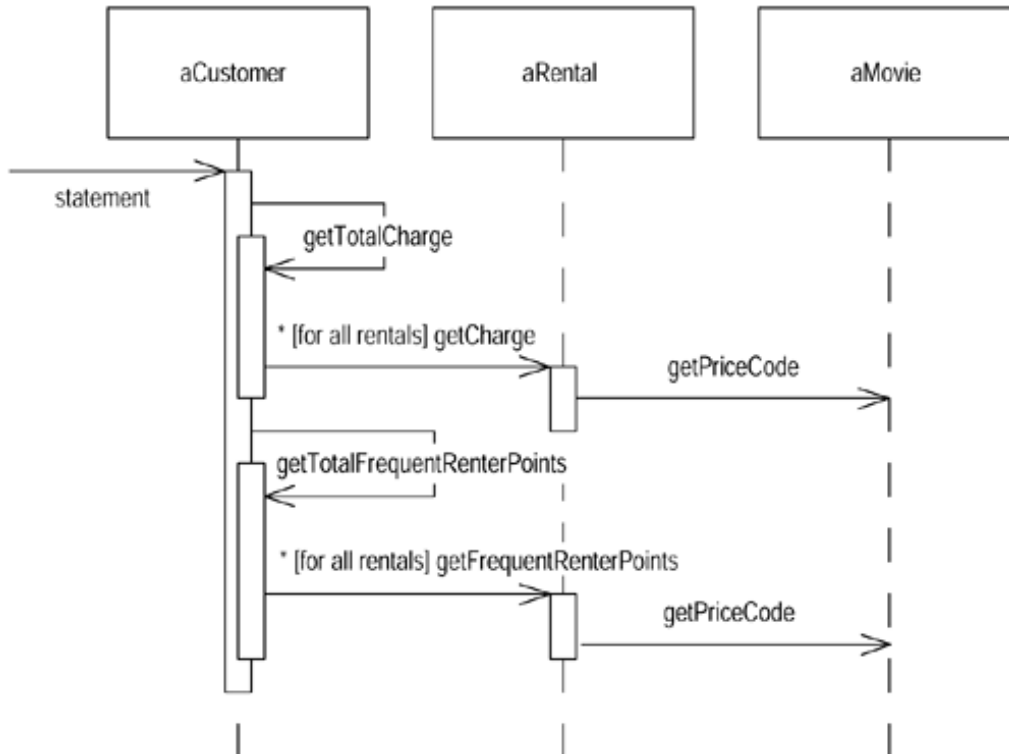 aCustomer
aRental
aMovie
statement
getTotalCharge
* [for all rentals] getCharge
getPriceCode
getTotalFrequentRenterPoints
* [for all rentals] getFrequentRenterPoints
getPriceCode